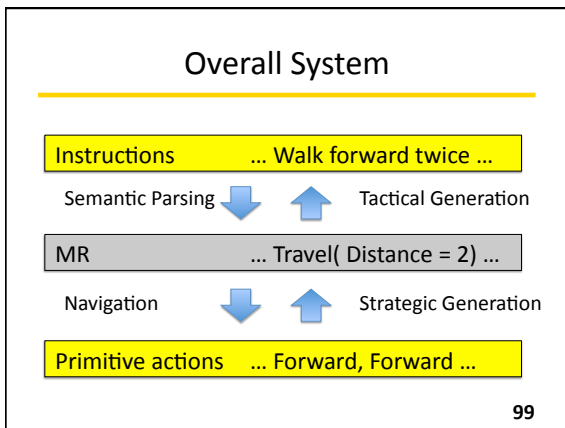 Overall System
Instructions ... Walk forward twice ...
Semantic Parsing Tactical Generation
MR ... Travel( Distance = 2) ...
Navigation Strategic Generation
Primitive actions ... Forward, Forward ...
99